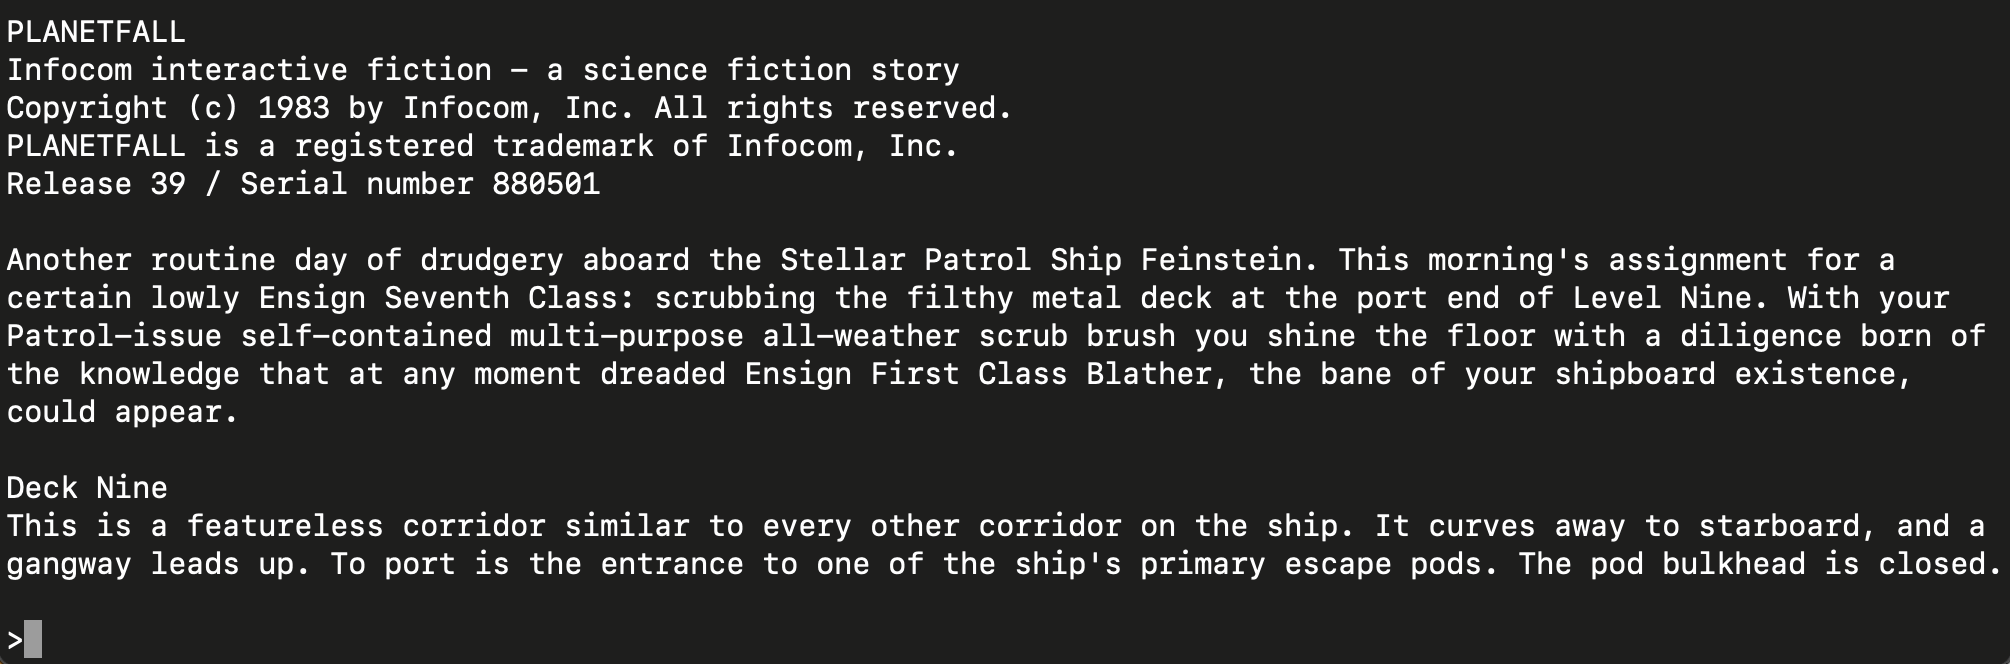 PLANETFALL
Infocom interactive fiction – a science fiction story
Copyright (c) 1983 by Infocom, Inc. All rights reserved.
PLANETFALL is a registered trademark of Infocom, Inc.
Release 39 / Serial number 880501
Another routine day of drudgery aboard the Stellar Patrol Ship Feinstein. This morning's assignment for a
certain lowly Ensign Seventh Class: scrubbing the filthy metal deck at the port end of Level Nine. With your
Patrol-issue self-contained multi-purpose all-weather scrub brush you shine the floor with a diligence born of
the knowledge that at any moment dreaded Ensign First Class Blather, the bane of your shipboard existence,
could appear.
Deck Nine
This is a featureless corridor similar to every other corridor on the ship. It curves away to starboard, and a
gangway leads up. To port is the entrance to one of the ship's primary escape pods. The pod bulkhead is closed.
>